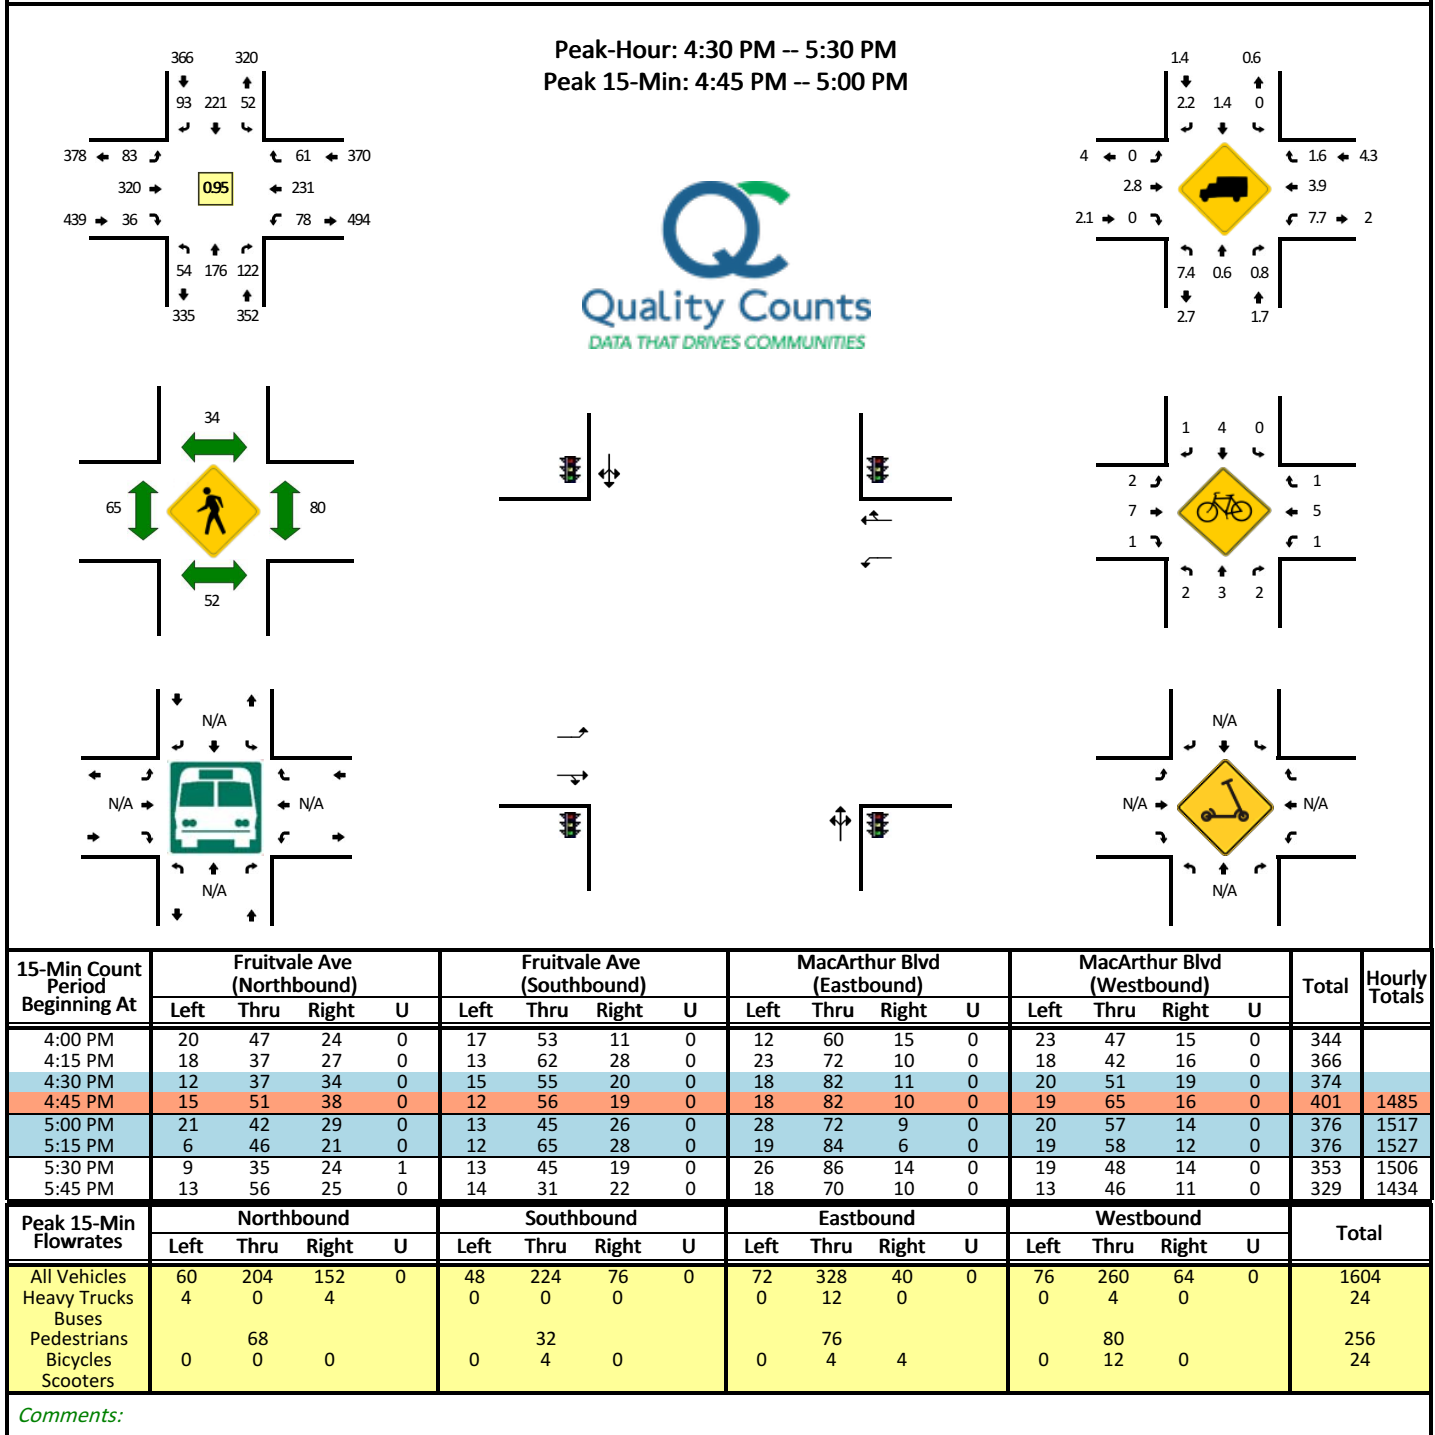 Peak-Hour: 4:30 PM -- 5:30 PM
Peak 15-Min: 4:45 PM -- 5:00 PM
366 320
93 221 52
378 83 61 370
320 0.95 231
439 36 78 494
54 176 122
335 352
1.4 0.6
2.2 1.4 0
4 0 1.6 4.3
2.8 3.9
2.1 0 7.7 2
7.4 0.6 0.8
2.7 1.7
QC
Quality Counts
DATA THAT DRIVES COMMUNITIES
34
65 80
52
1 4 0
2 1
7 5
1 1
2 3 2
N/A
N/A N/A
N/A
N/A
N/A N/A
N/A
15-Min Count Period Beginning At Fruitvale Ave (Northbound) Fruitvale Ave (Southbound) MacArthur Blvd (Eastbound) MacArthur Blvd (Westbound) Total Hourly Totals
Left Thru Right U Left Thru Right U Left Thru Right U Left Thru Right U
4:00 PM 20 47 24 0 17 53 11 0 12 60 15 0 23 47 15 0 344
4:15 PM 18 37 27 0 13 62 28 0 23 72 10 0 18 42 16 0 366
4:30 PM 12 37 34 0 15 55 20 0 18 82 11 0 20 51 19 0 374
4:45 PM 15 51 38 0 12 56 19 0 18 82 10 0 19 65 16 0 401 1485
5:00 PM 21 42 29 0 13 45 26 0 28 72 9 0 20 57 14 0 376 1517
5:15 PM 6 46 21 0 12 65 28 0 19 84 6 0 19 58 12 0 376 1527
5:30 PM 9 35 24 1 13 45 19 0 26 86 14 0 19 48 14 0 353 1506
5:45 PM 13 56 25 0 14 31 22 0 18 70 10 0 13 46 11 0 329 1434
Peak 15-Min Flowrates Northbound Southbound Eastbound Westbound Total
Left Thru Right U Left Thru Right U Left Thru Right U Left Thru Right U
All Vehicles 60 204 152 0 48 224 76 0 72 328 40 0 76 260 64 0 1604
Heavy Trucks 4 0 4 0 0 0 0 12 0 0 4 0 24
Buses
Pedestrians 68 32 76 80 256
Bicycles 0 0 0 0 4 0 0 4 4 0 12 0 24
Scooters
Comments: